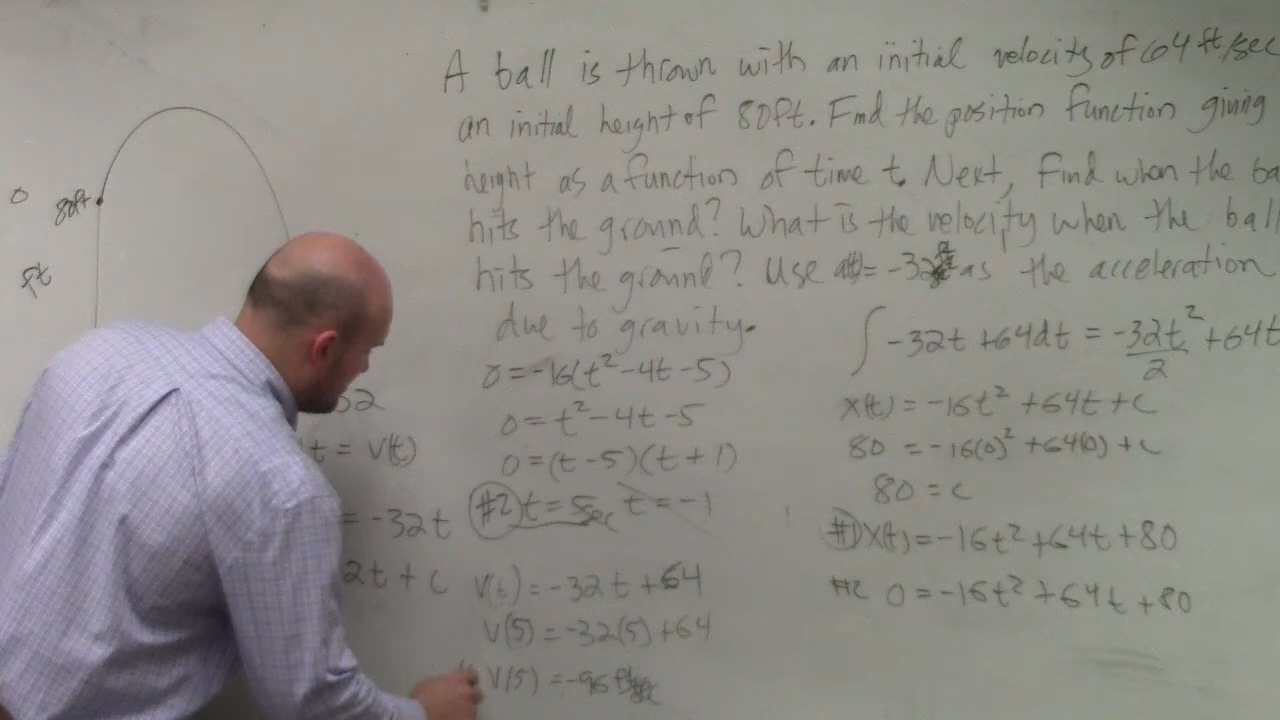 A ball is thrown with an initial velocity of 64 ft/sec
an initial height of 80ft. Find the position function giving
height as a function of time t. Next, find when the ba
hits the ground? What is the velocity when the ball
hits the ground? Use a(t)= -32 as the acceleration
due to gravity.
0
80ft
ft
32
t = v(t)
= -32t
2t + c
0 = -16(t² - 4t - 5)
0 = t² - 4t - 5
0 = (t - 5)(t + 1)
#2 t = 5sec t = -1
v(t) = -32t + 64
v(5) = -32(5) + 64
v(5) = -96 ft/sec
∫ -32t + 64 dt = -32t²/2 + 64t
x(t) = -16t² + 64t + c
80 = -16(0)² + 64(0) + c
80 = c
#1 x(t) = -16t² + 64t + 80
#2 0 = -16t² + 64t + 80